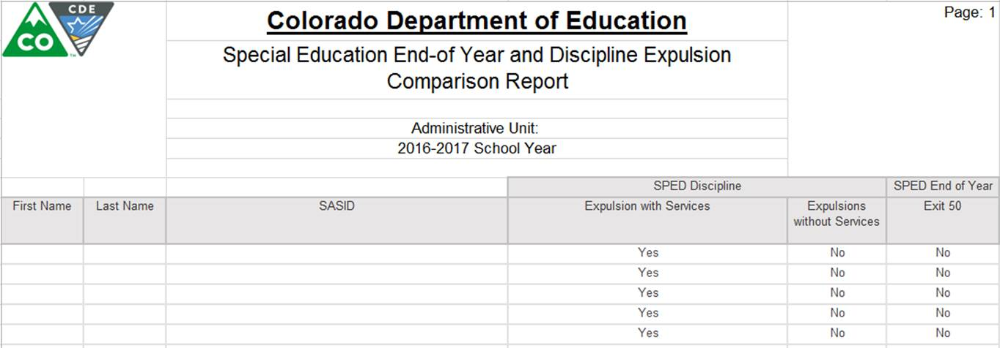 CDE
CO
TM
Colorado Department of Education
Page: 1
Special Education End-of Year and Discipline Expulsion
Comparison Report
Administrative Unit:
2016-2017 School Year
SPED Discipline SPED End of Year
First Name Last Name SASID Expulsion with Services Expulsions Exit 50
without Services
Yes No No
Yes No No
Yes No No
Yes No No
Yes No No